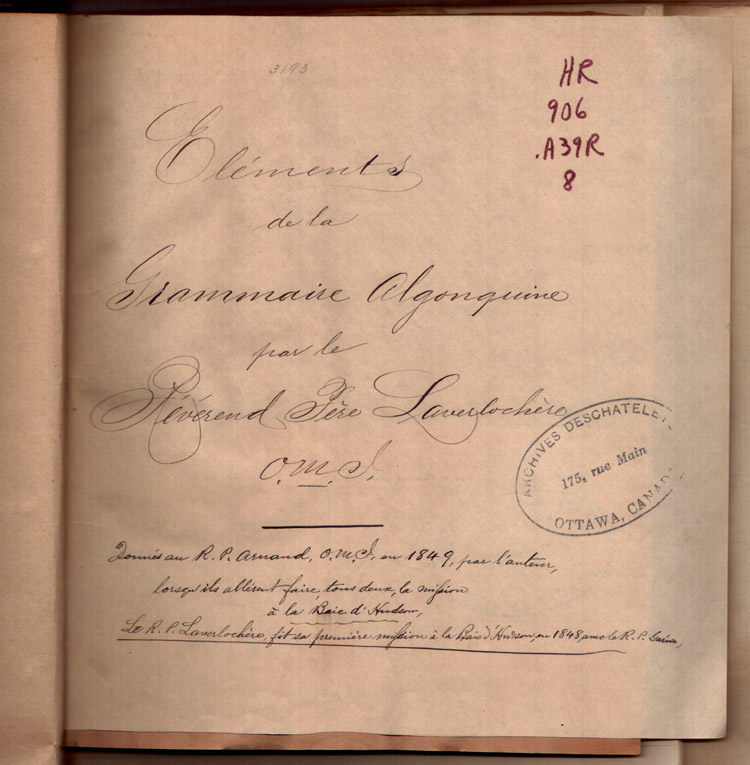 3193
HR
906
.A39R
8
Eléments
de la
Grammaire Algonquine
par le
Révérend Père Laverlochère
O.M.I.
ARCHIVES DESCHATELETS
175, rue Main
OTTAWA, CANADA
Donnés au R. P. Arnaud, O.M.I, en 1849, par l'auteur,
lorsqu'ils allèrent faire, tous deux, la mission
à la Baie d'Hudson,
Le R. P. Laverlochère, fit sa première mission à la Baie d'Hudson, en 1848, avec le R. P. Garin,